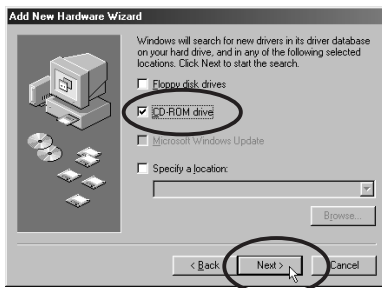 Add New Hardware Wizard
Windows will search for new drivers in its driver database
on your hard drive, and in any of the following selected
locations. Click Next to start the search.
Floppy disk drives
CD-ROM drive
Microsoft Windows Update
Specify a location:
Browse...
< Back
Next >
Cancel